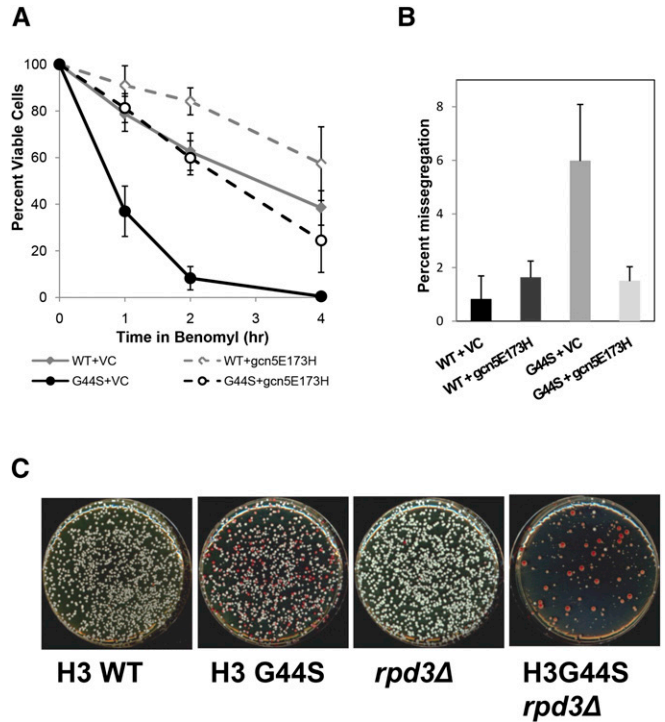 A
Percent Viable Cells
100
80
60
40
20
0
0 1 2 3 4
Time in Benomyl (hr)
WT+VC WT+gcn5E173H
G44S+VC G44S+gcn5E173H
B
Percent missegregation
8
6
4
2
0
WT + VC
WT + gcn5E173H
G44S + VC
G44S + gcn5E173H
C
H3 WT H3 G44S rpd3Δ H3G44S
rpd3Δ